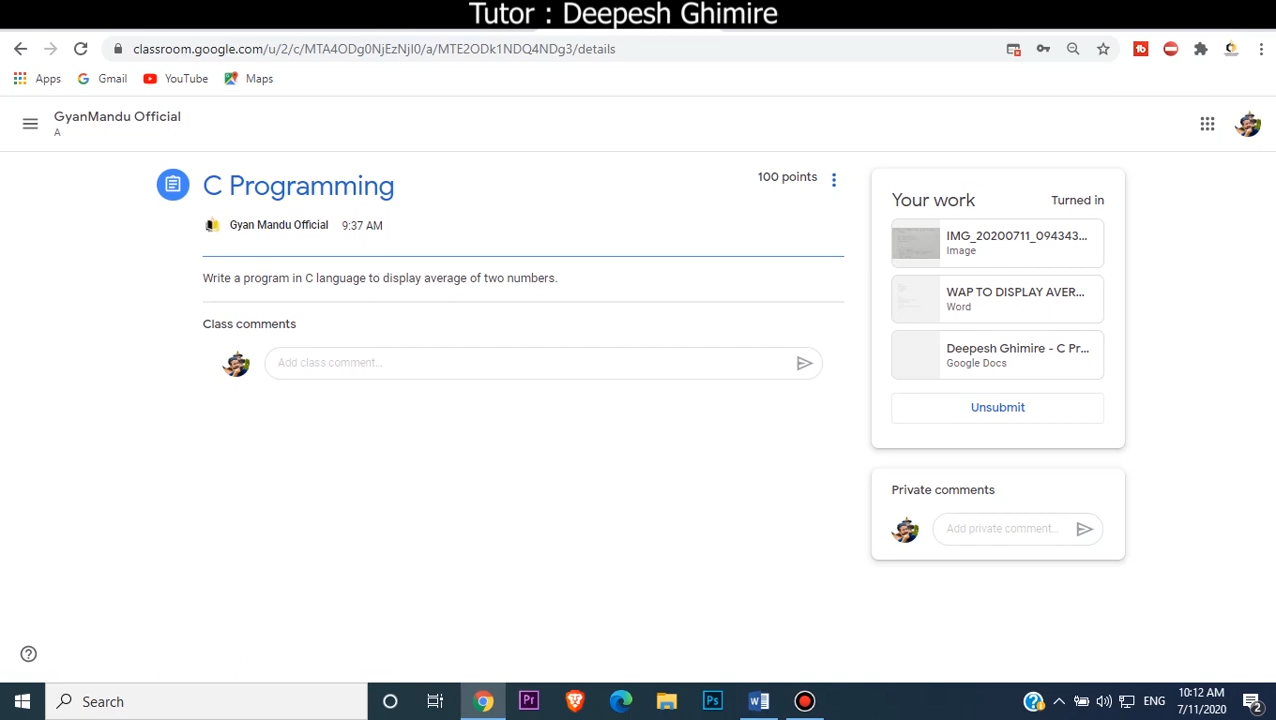 Tutor : Deepesh Ghimire
classroom.google.com/u/2/c/MTA4ODg0NjEzNjI0/a/MTE2ODk1NDQ4NDg3/details
Apps
Gmail
YouTube
Maps
GyanMandu Official
A
C Programming
100 points
Gyan Mandu Official 9:37 AM
Write a program in C language to display average of two numbers.
Class comments
Add class comment...
Your work
Turned in
IMG_20200711_094343...
Image
WAP TO DISPLAY AVER...
Word
Deepesh Ghimire - C Pr...
Google Docs
Unsubmit
Private comments
Add private comment...
Search
ENG
10:12 AM
7/11/2020
2